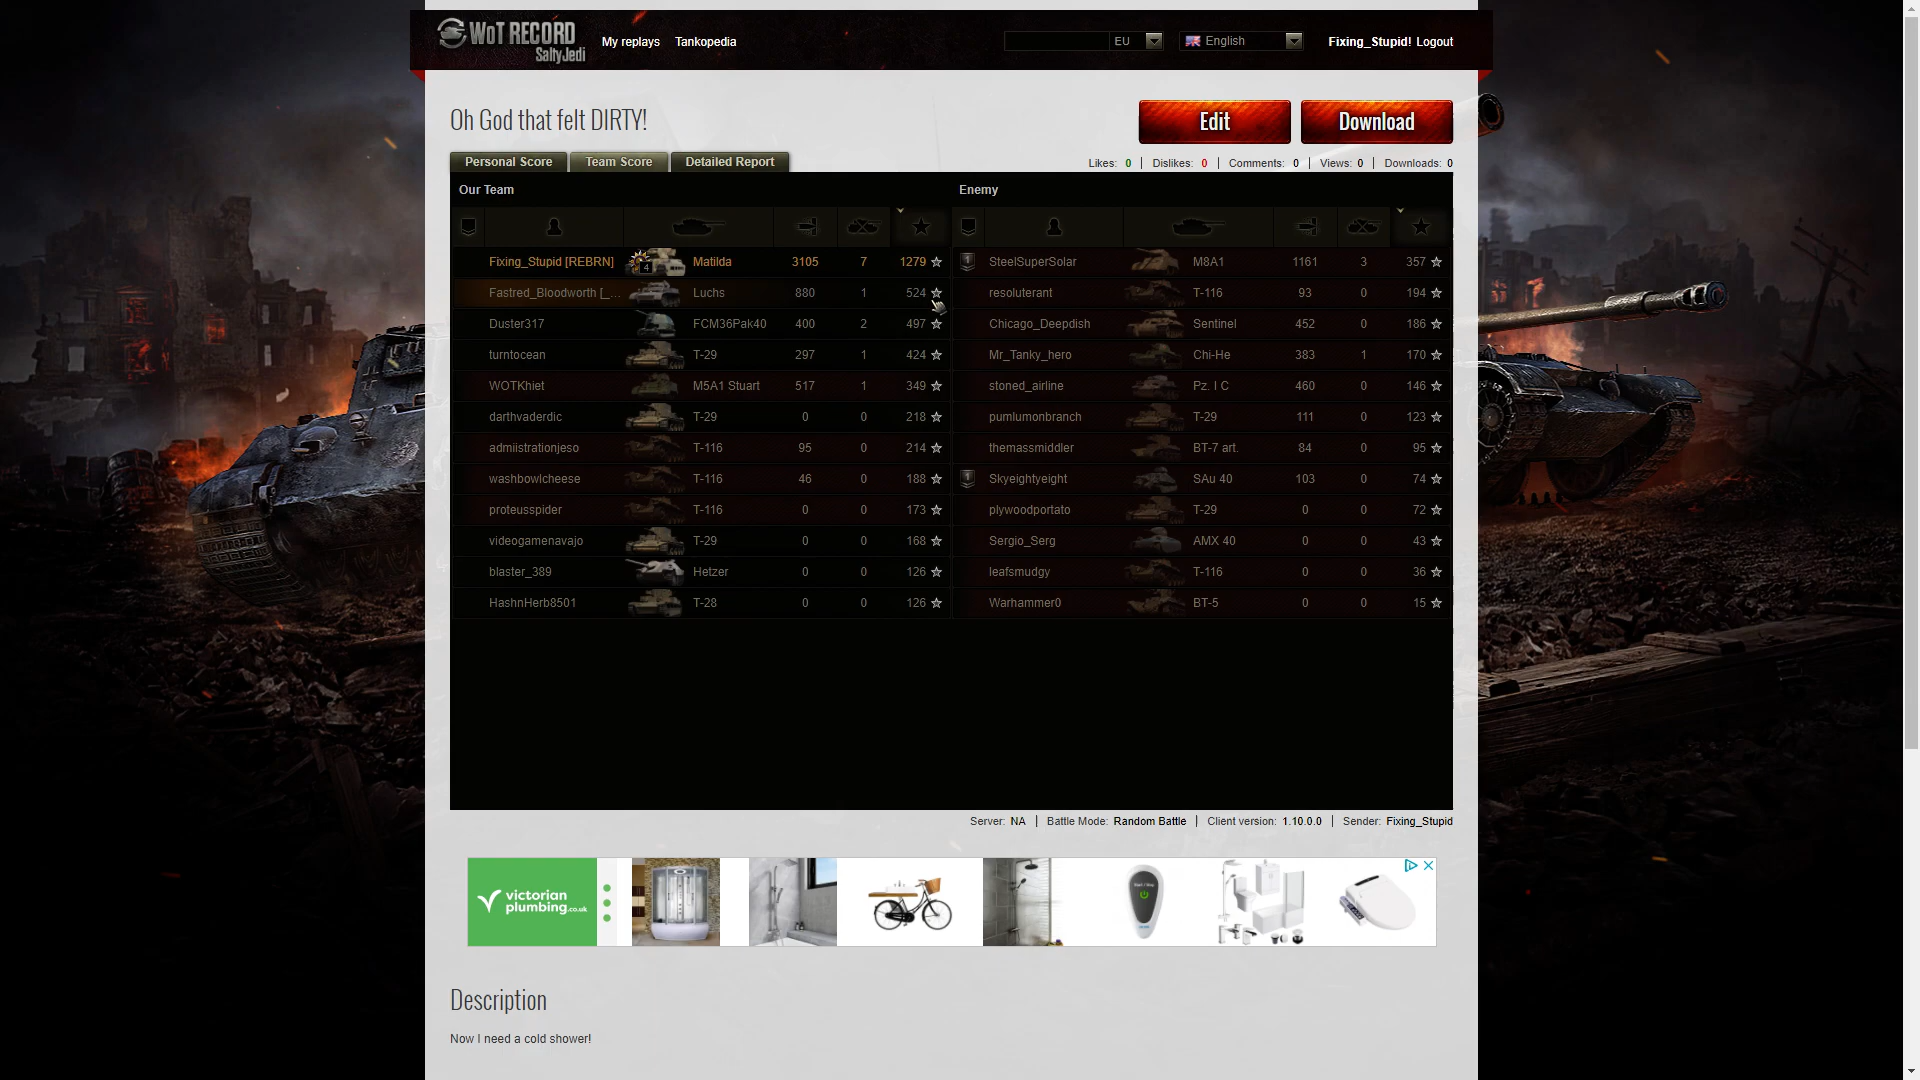 WoT RECORD
SaltyJedi
My replays Tankopedia
EU
English
Fixing_Stupid! Logout
Oh God that felt DIRTY!
Edit Download
Personal Score Team Score Detailed Report
Likes: 0 | Dislikes: 0 | Comments: 0 | Views: 0 | Downloads: 0
Our Team
Fixing_Stupid [REBRN] 4 Matilda 3105 7 1279
Fastred_Bloodworth [_... Luchs 880 1 524
Duster317 FCM36Pak40 400 2 497
turntocean T-29 297 1 424
WOTKhiet M5A1 Stuart 517 1 349
darthvaderdic T-29 0 0 218
admiistrationjeso T-116 95 0 214
washbowlcheese T-116 46 0 188
proteusspider T-116 0 0 173
videogamenavajo T-29 0 0 168
blaster_389 Hetzer 0 0 126
HashnHerb8501 T-28 0 0 126
Enemy
SteelSuperSolar M8A1 1161 3 357
resoluterant T-116 93 0 194
Chicago_Deepdish Sentinel 452 0 186
Mr_Tanky_hero Chi-He 383 1 170
stoned_airline Pz. I C 460 0 146
pumlumonbranch T-29 111 0 123
themassmiddler BT-7 art. 84 0 95
Skyeightyeight SAu 40 103 0 74
plywoodportato T-29 0 0 72
Sergio_Serg AMX 40 0 0 43
leafsmudgy T-116 0 0 36
Warhammer0 BT-5 0 0 15
Server: NA | Battle Mode: Random Battle | Client version: 1.10.0.0 | Sender: Fixing_Stupid
victorian
plumbing.co.uk
Description
Now I need a cold shower!